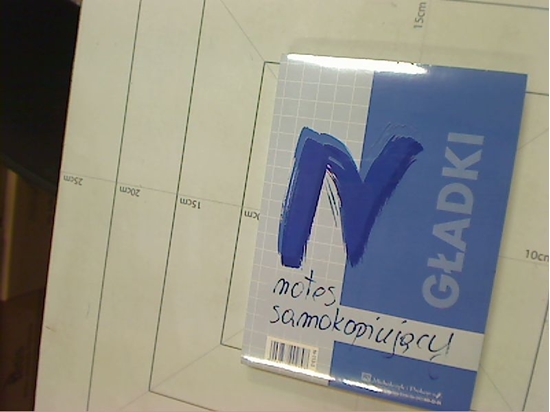 15cm
25cm
20cm
15cm
10cm
N
GŁADKI
notes
samokopiujący